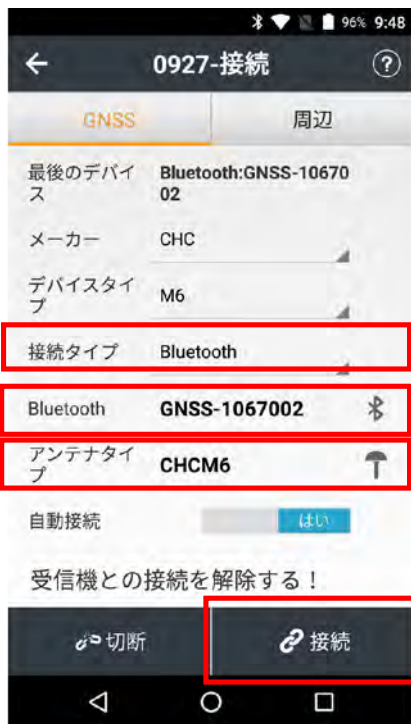 96% 9:48
0927-接続
?
GNSS
周辺
最後のデバイ
ス
Bluetooth:GNSS-10670
02
メーカー
CHC
デバイスタイ
プ
M6
接続タイプ
Bluetooth
Bluetooth
GNSS-1067002
アンテナタイ
プ
CHCM6
自動接続
はい
受信機との接続を解除する！
切断
接続